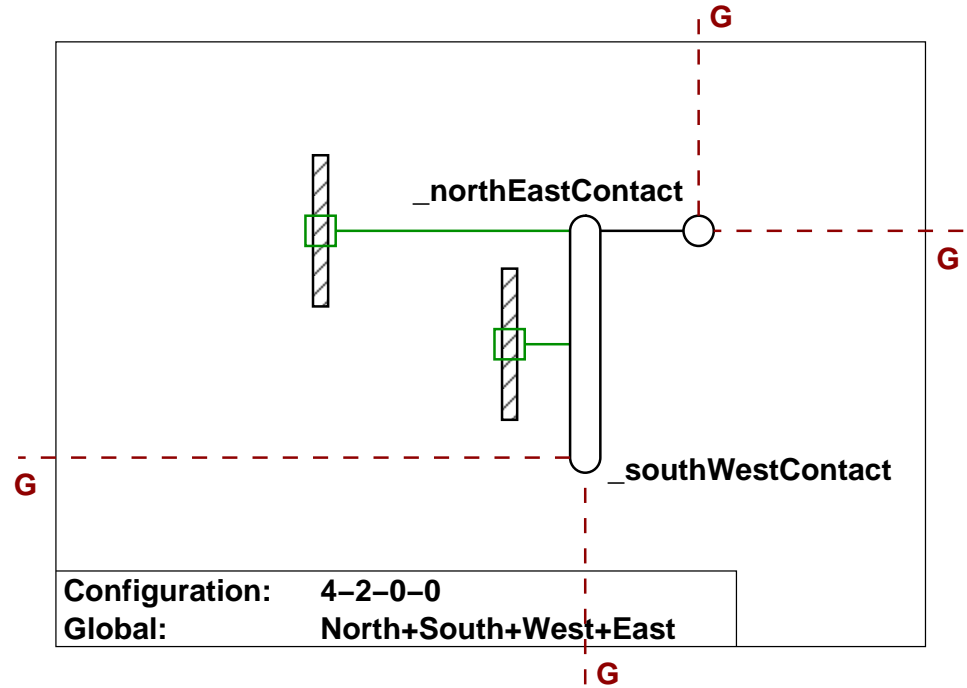 G
_northEastContact
G
_southWestContact
G
Configuration: 4−2−0−0
Global: North+South+West+East
G